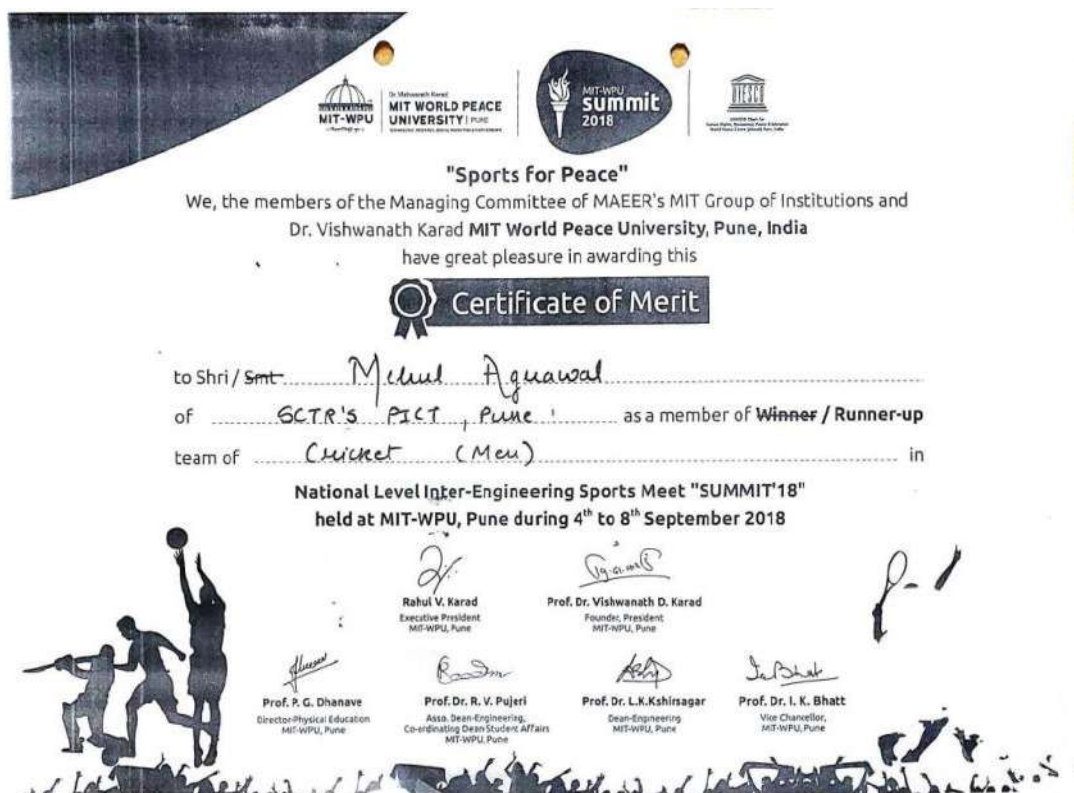 Dr. Vishwanath Karad
MIT WORLD PEACE
UNIVERSITY | PUNE
MIT-WPU
MIT-WPU
summit
2018
"Sports for Peace"
We, the members of the Managing Committee of MAEER's MIT Group of Institutions and
Dr. Vishwanath Karad MIT World Peace University, Pune, India
have great pleasure in awarding this
Certificate of Merit
to Shri / Smt Mehul Agrawal
of SCTR'S PICT, Pune as a member of Winner / Runner-up
team of Cricket (Men) in
National Level Inter-Engineering Sports Meet "SUMMIT'18"
held at MIT-WPU, Pune during 4th to 8th September 2018
Rahul V. Karad
Executive President
MIT-WPU, Pune
Prof. Dr. Vishwanath D. Karad
Founder, President
MIT-WPU, Pune
Prof. P. G. Dhanave
Director-Physical Education
MIT-WPU, Pune
Prof. Dr. R. V. Pujeri
Asso. Dean-Engineering,
Co-ordinating Dean Student Affairs
MIT-WPU, Pune
Prof. Dr. L.K.Kshirsagar
Dean-Engineering
MIT-WPU, Pune
Prof. Dr. I. K. Bhatt
Vice Chancellor,
MIT-WPU, Pune